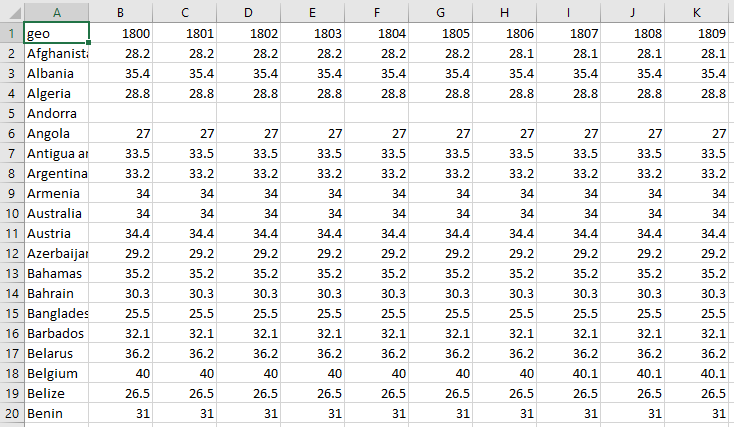 A B C D E F G H I J K
1 geo 1800 1801 1802 1803 1804 1805 1806 1807 1808 1809
2 Afghanista 28.2 28.2 28.2 28.2 28.2 28.2 28.1 28.1 28.1 28.1
3 Albania 35.4 35.4 35.4 35.4 35.4 35.4 35.4 35.4 35.4 35.4
4 Algeria 28.8 28.8 28.8 28.8 28.8 28.8 28.8 28.8 28.8 28.8
5 Andorra
6 Angola 27 27 27 27 27 27 27 27 27 27
7 Antigua an 33.5 33.5 33.5 33.5 33.5 33.5 33.5 33.5 33.5 33.5
8 Argentina 33.2 33.2 33.2 33.2 33.2 33.2 33.2 33.2 33.2 33.2
9 Armenia 34 34 34 34 34 34 34 34 34 34
10 Australia 34 34 34 34 34 34 34 34 34 34
11 Austria 34.4 34.4 34.4 34.4 34.4 34.4 34.4 34.4 34.4 34.4
12 Azerbaijan 29.2 29.2 29.2 29.2 29.2 29.2 29.2 29.2 29.2 29.2
13 Bahamas 35.2 35.2 35.2 35.2 35.2 35.2 35.2 35.2 35.2 35.2
14 Bahrain 30.3 30.3 30.3 30.3 30.3 30.3 30.3 30.3 30.3 30.3
15 Banglades 25.5 25.5 25.5 25.5 25.5 25.5 25.5 25.5 25.5 25.5
16 Barbados 32.1 32.1 32.1 32.1 32.1 32.1 32.1 32.1 32.1 32.1
17 Belarus 36.2 36.2 36.2 36.2 36.2 36.2 36.2 36.2 36.2 36.2
18 Belgium 40 40 40 40 40 40 40 40.1 40.1 40.1
19 Belize 26.5 26.5 26.5 26.5 26.5 26.5 26.5 26.5 26.5 26.5
20 Benin 31 31 31 31 31 31 31 31 31 31